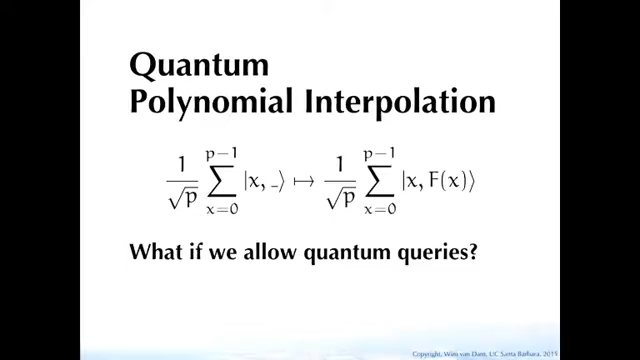 Quantum
Polynomial Interpolation
1/√p ∑_{x=0}^{p−1} |x, _⟩ ↦ 1/√p ∑_{x=0}^{p−1} |x, F(x)⟩
What if we allow quantum queries?
Copyright, Wim van Dam, UC Santa Barbara, 2015